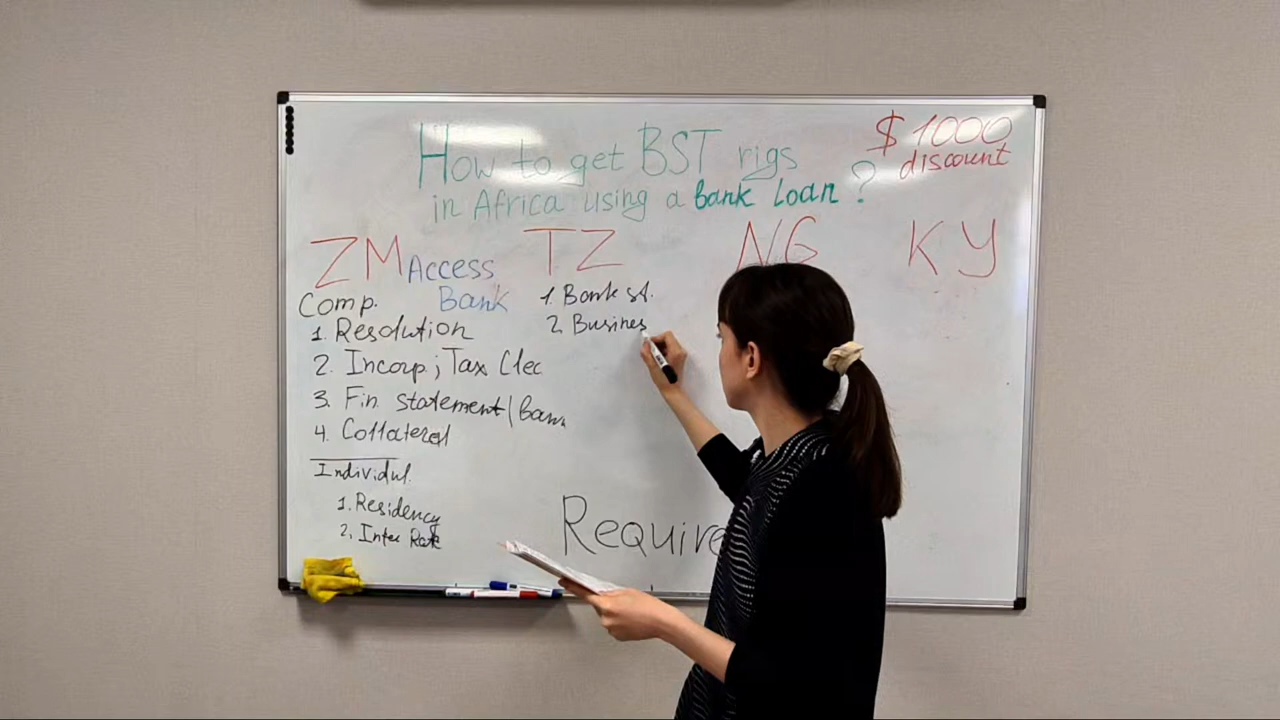 How to get BST rigs
in Africa using a bank loan?
$ 1000
discount
ZM
Access
Bank
Comp.
1. Resolution
2. Incorp; Tax Clec
3. Fin. statement/Bank
4. Collateral
Individul.
1. Residency
2. Inter Rate
TZ
1. Bank st.
2. Busines
NG
KY
Require